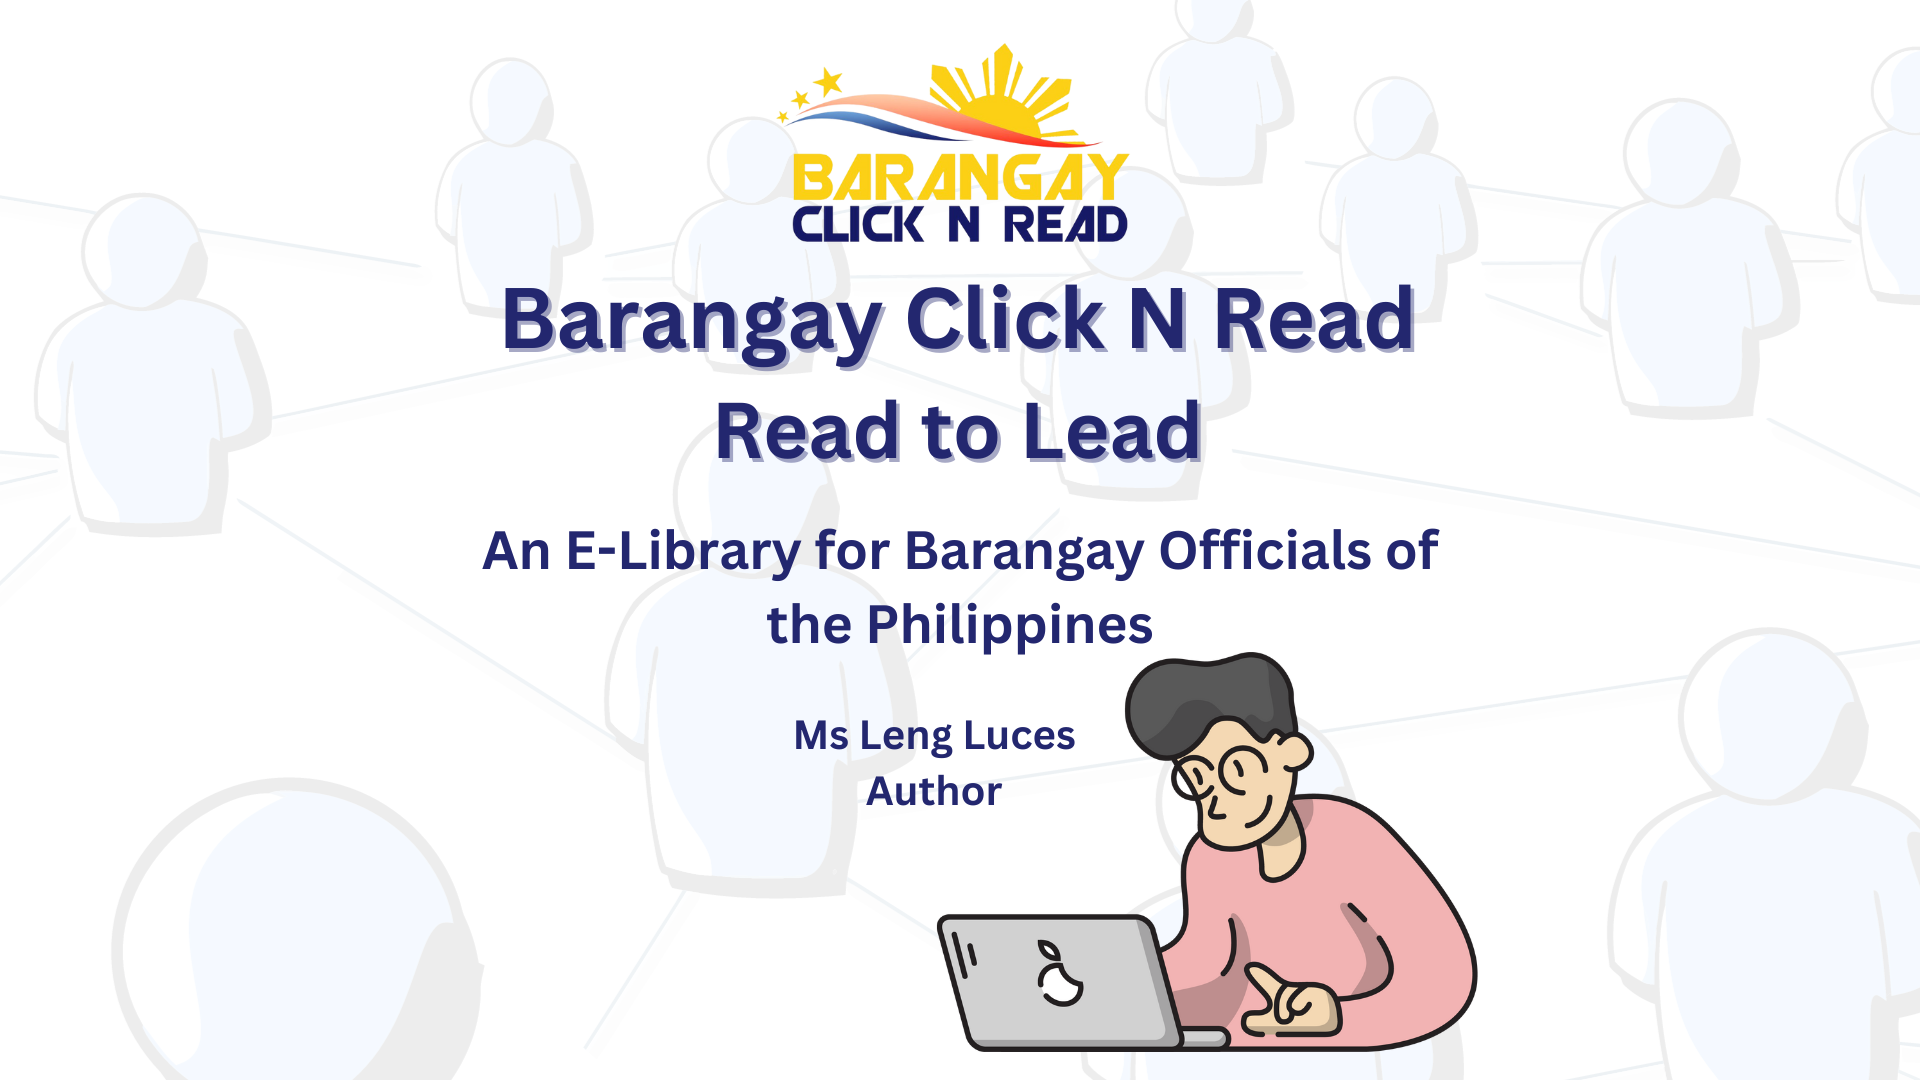 BARANGAY
CLICK N READ
Barangay Click N Read
Read to Lead
An E-Library for Barangay Officials of
the Philippines
Ms Leng Luces
Author